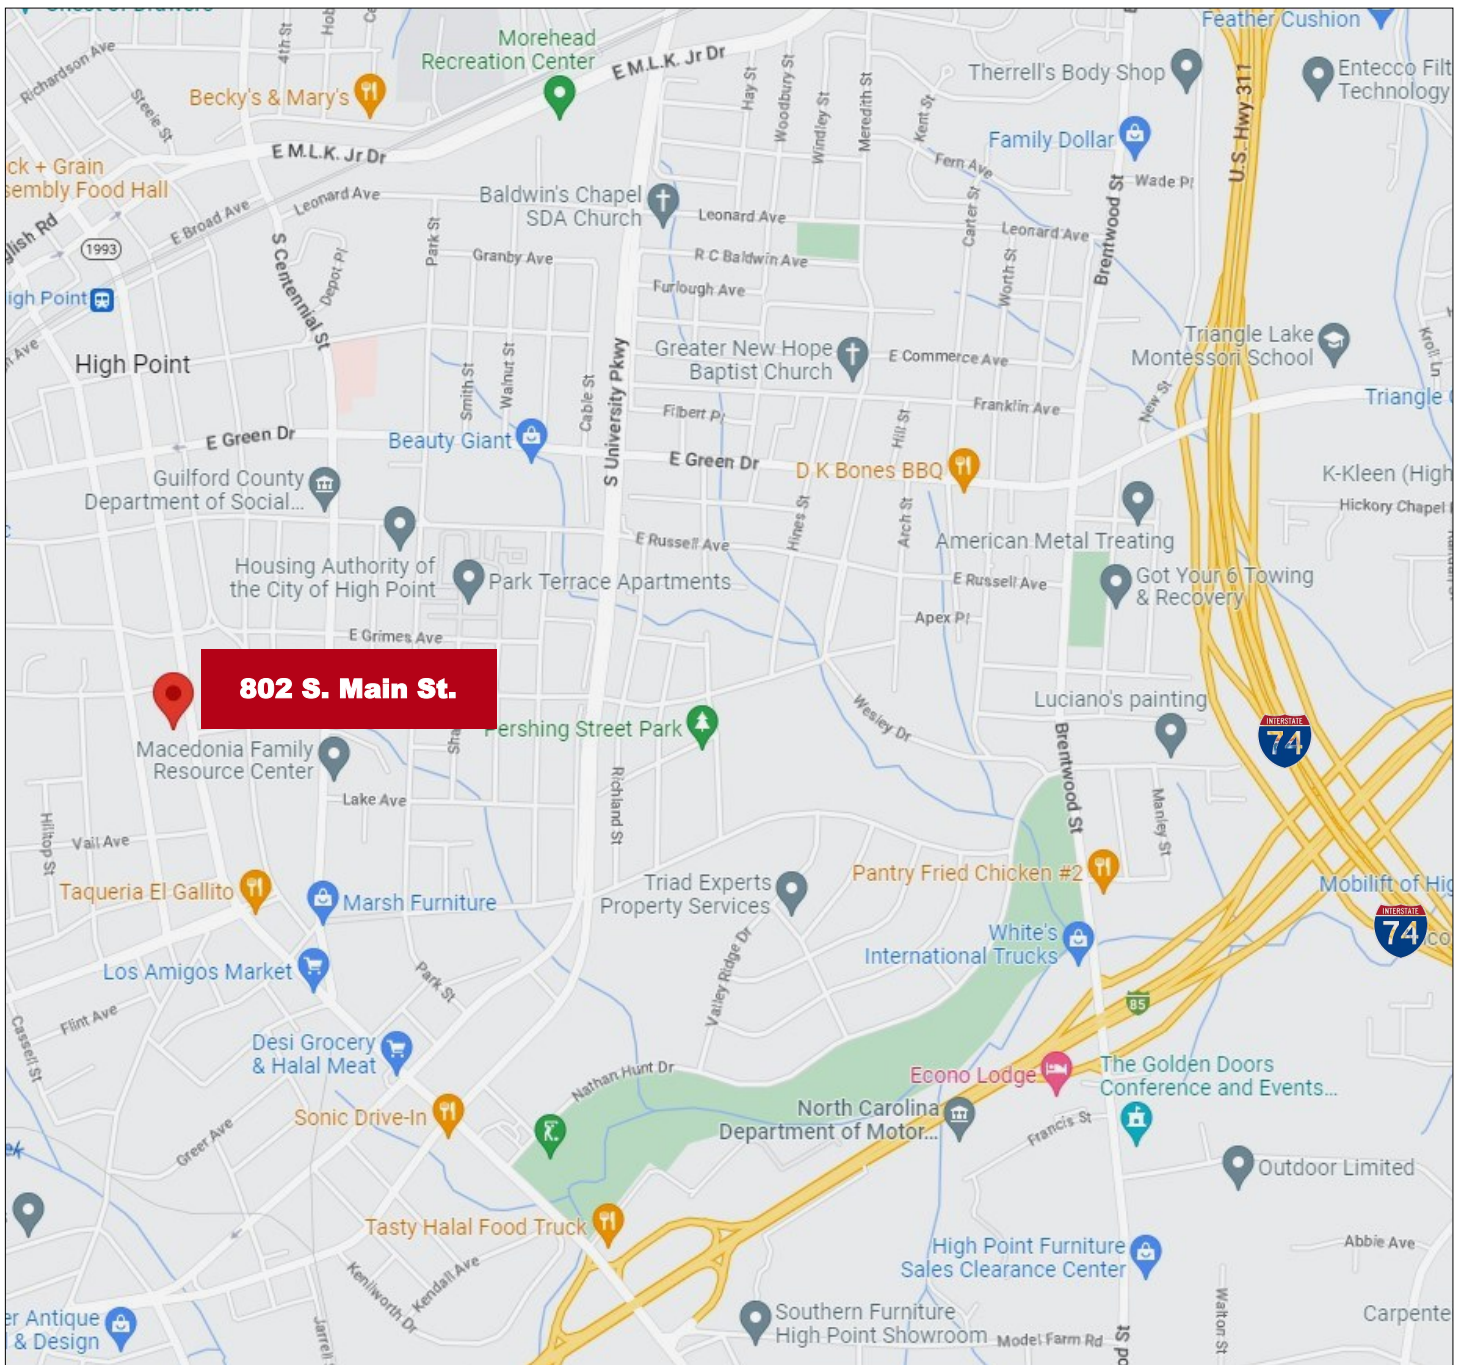 Feather Cushion
Morehead
Recreation Center
E M.L.K. Jr Dr
Richardson Ave
4th St
Steele St
Becky's & Mary's
Hay St
Woodbury St
Windley St
Meredith St
Kent St
Therrell's Body Shop
U.S. Hwy 311
Entecco Filt
Technology
Family Dollar
E M.L.K. Jr Dr
Fern Ave
Wade Pl
ck + Grain
sembly Food Hall
Leonard Ave
Baldwin's Chapel
SDA Church
Leonard Ave
Carter St
Leonard Ave
Brentwood St
glish Rd
E Broad Ave
1993
S Centennial St
Depot Pl
Park St
Granby Ave
R C Baldwin Ave
Worth St
Furlough Ave
igh Point
High Point
Smith St
Walnut St
Cable St
S University Pkwy
Greater New Hope
Baptist Church
E Commerce Ave
Triangle Lake
Montessori School
Kroll Ln
Triangle
Filbert Pl
Hill St
Franklin Ave
New St
E Green Dr
Beauty Giant
E Green Dr
D K Bones BBQ
K-Kleen (High
Hickory Chapel
Guilford County
Department of Social...
Hines St
Arch St
American Metal Treating
E Russell Ave
Housing Authority of
the City of High Point
Park Terrace Apartments
E Russell Ave
Got Your 6 Towing
& Recovery
Apex Pl
E Grimes Ave
802 S. Main St.
Pershing Street Park
Wesley Dr
Luciano's painting
INTERSTATE
74
Macedonia Family
Resource Center
Sha
Brentwood St
Lake Ave
Richland St
Manley St
Hilltop St
Vail Ave
Taqueria El Gallito
Marsh Furniture
Triad Experts
Property Services
Pantry Fried Chicken #2
Mobilift of Hig
INTERSTATE
74
co
White's
International Trucks
Los Amigos Market
Park St
Valley Ridge Dr
85
Flint Ave
Cassell St
Desi Grocery
& Halal Meat
Nathan Hunt Dr
Econo Lodge
The Golden Doors
Conference and Events...
Sonic Drive-In
North Carolina
Department of Motor...
Francis St
Greer Ave
ek
Outdoor Limited
Tasty Halal Food Truck
High Point Furniture
Sales Clearance Center
Abbie Ave
Kenilworth Dr
Kendall Ave
er Antique
& Design
Jarrell St
Southern Furniture
High Point Showroom
Model Farm Rd
Walton St
Carpente